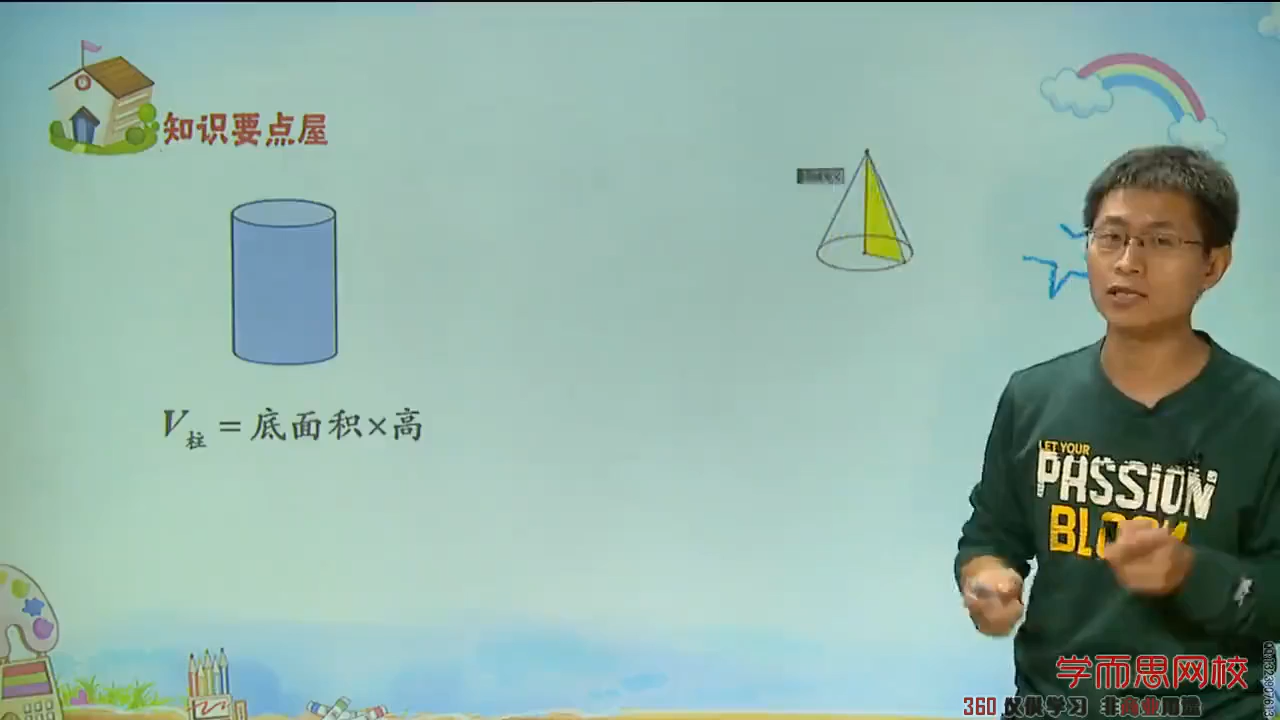 知识要点屋
V柱 = 底面积×高
LET YOUR
PASSION
学而思网校
360 仅供学习 非商业用途